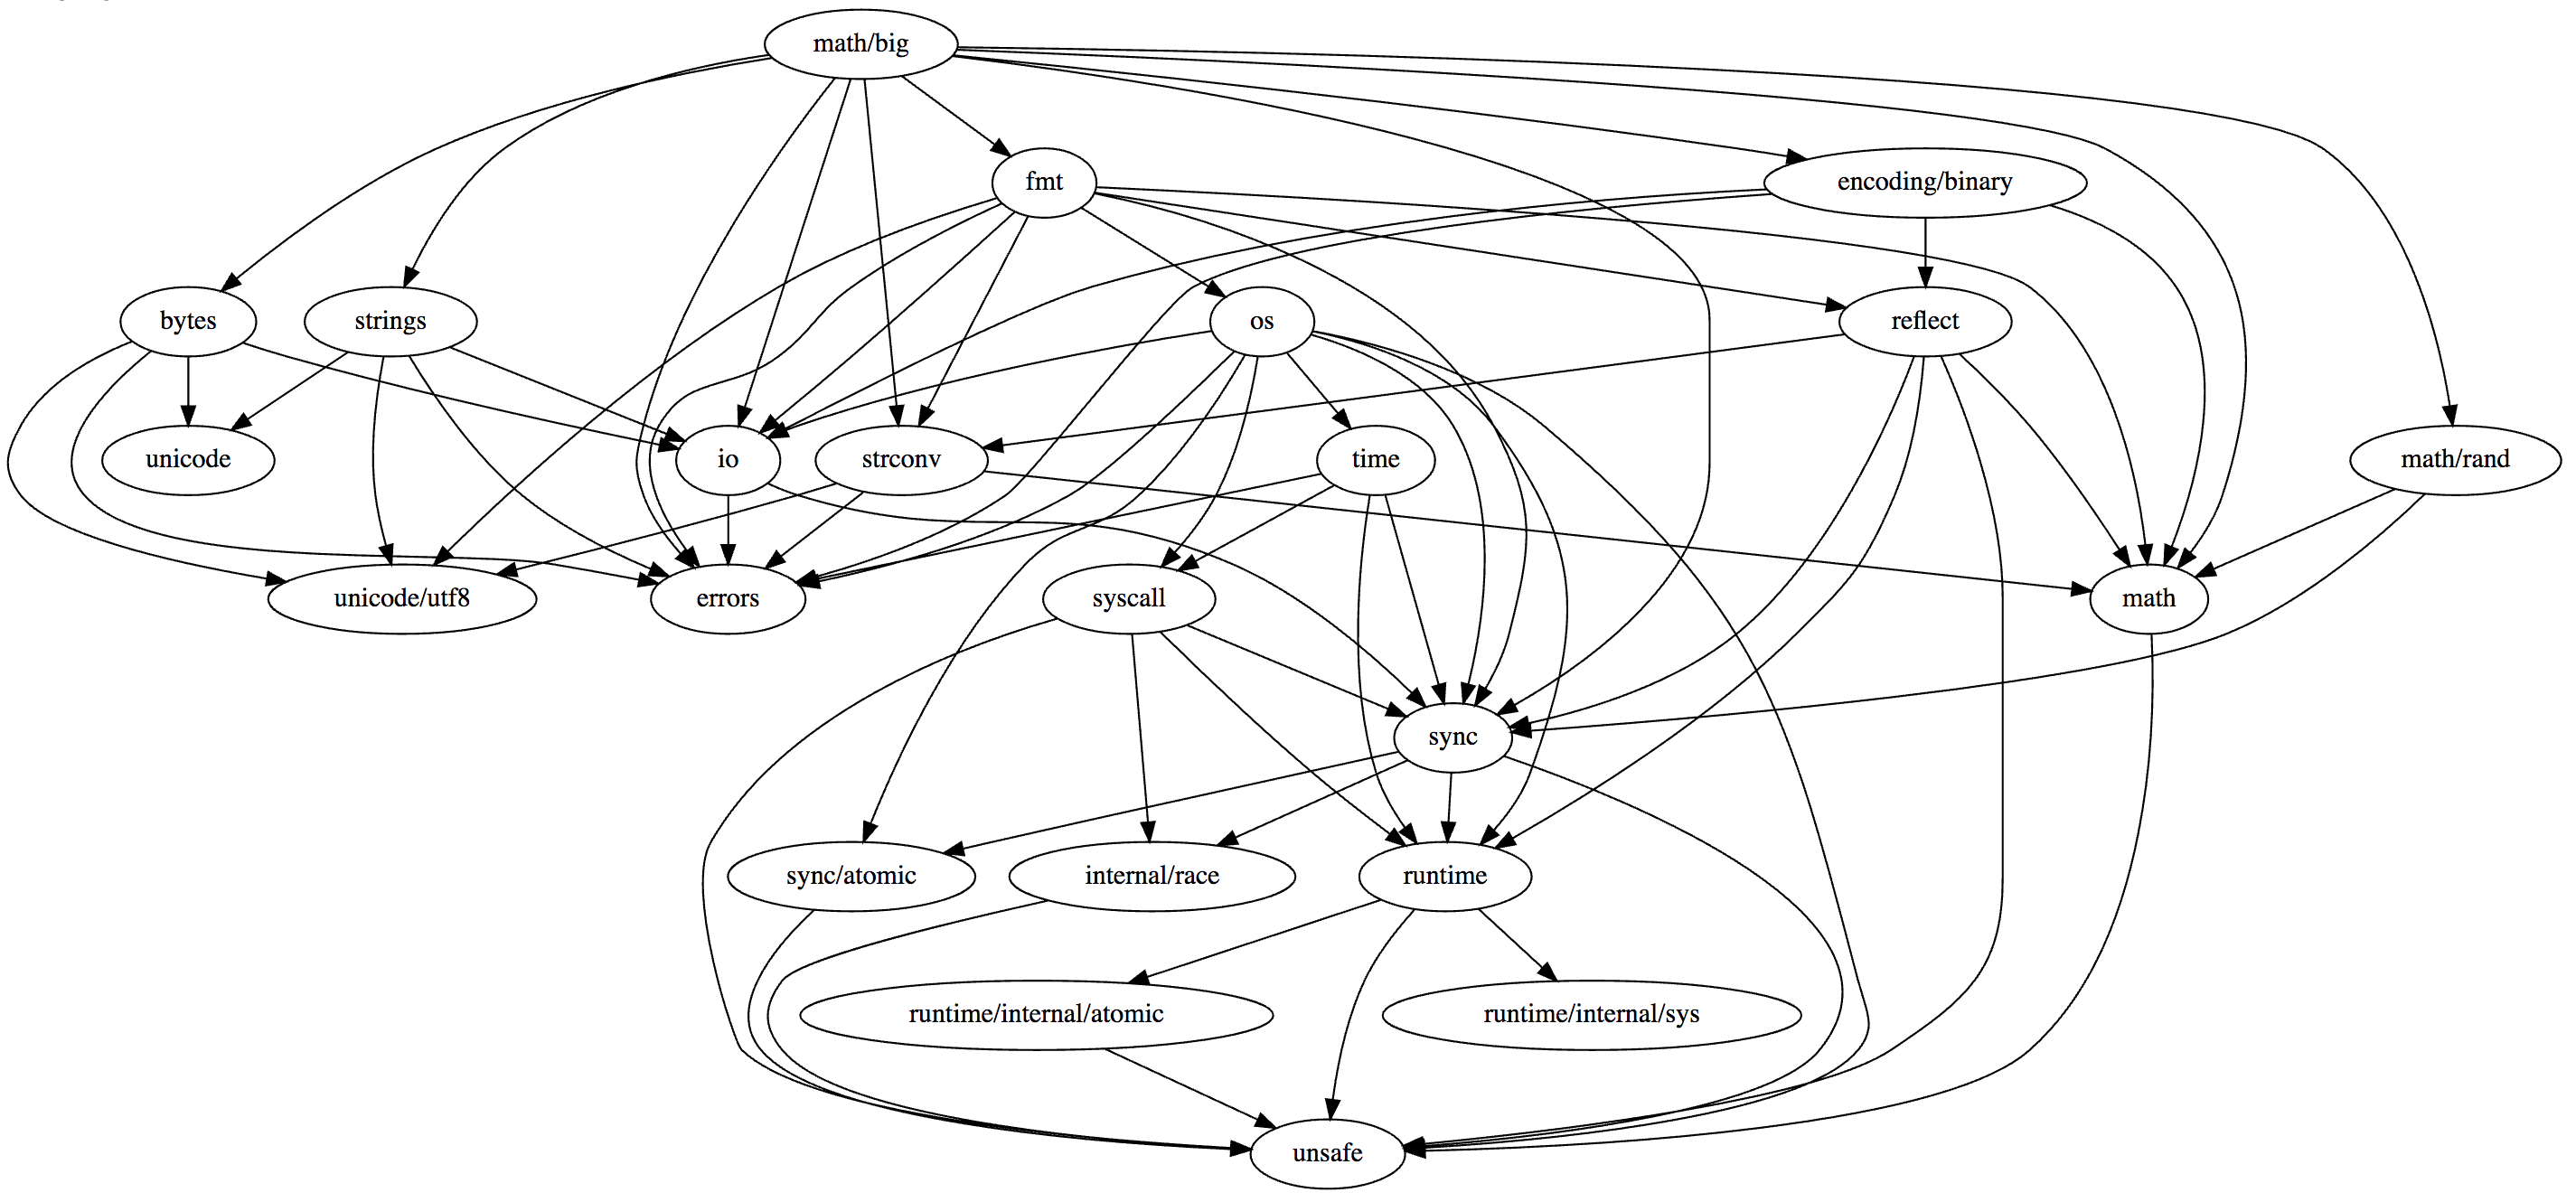 math/big
fmt
encoding/binary
bytes
strings
os
reflect
unicode
io
strconv
time
math/rand
unicode/utf8
errors
syscall
math
sync
sync/atomic
internal/race
runtime
runtime/internal/atomic
runtime/internal/sys
unsafe